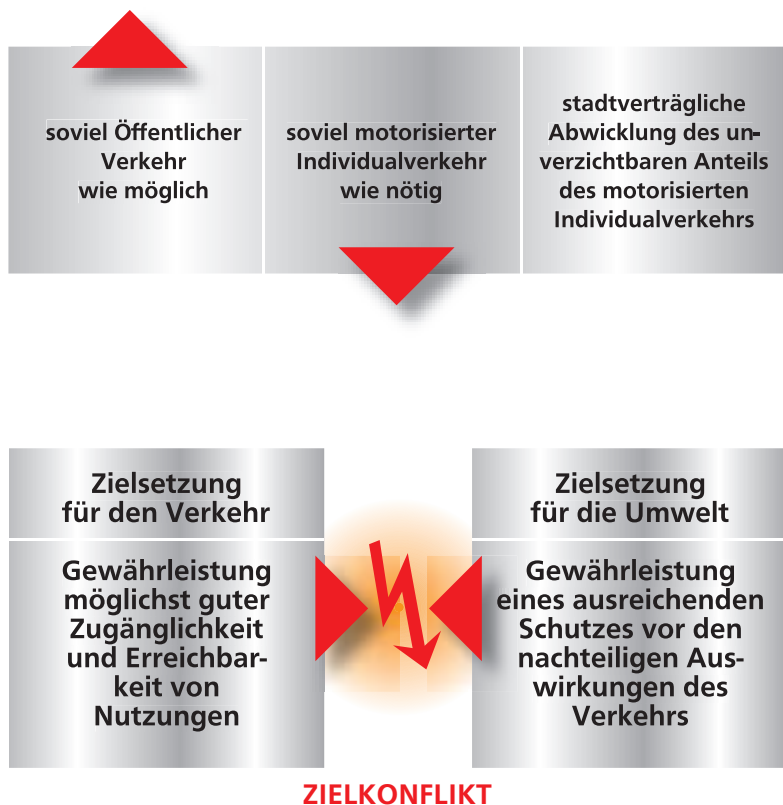 soviel Öffentlicher
Verkehr
wie möglich
soviel motorisierter
Individualverkehr
wie nötig
stadtverträgliche
Abwicklung des un-
verzichtbaren Anteils
des motorisierten
Individualverkehrs
Zielsetzung
für den Verkehr
Gewährleistung
möglichst guter
Zugänglichkeit
und Erreichbar-
keit von
Nutzungen
Zielsetzung
für die Umwelt
Gewährleistung
eines ausreichenden
Schutzes vor den
nachteiligen Aus-
wirkungen des
Verkehrs
ZIELKONFLIKT